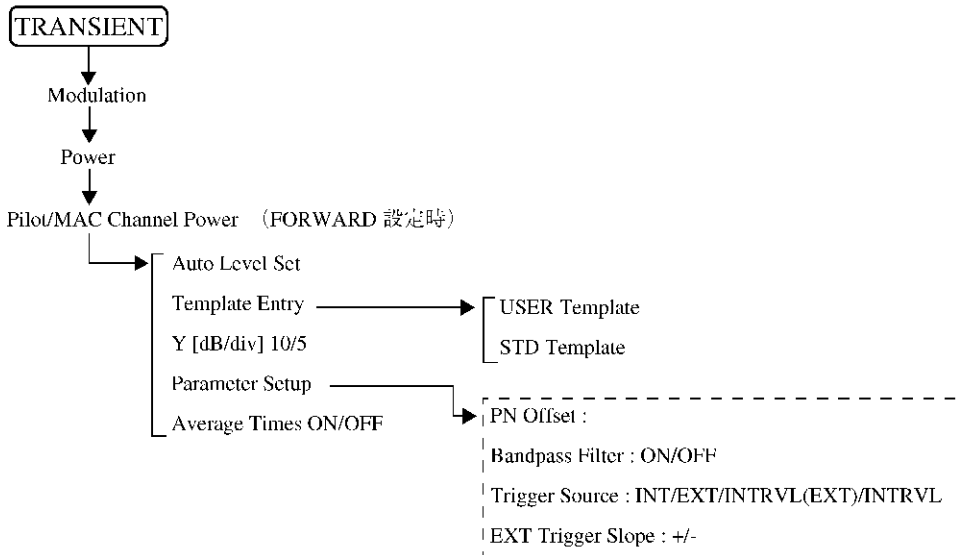 TRANSIENT
Modulation
Power
Pilot/MAC Channel Power （FORWARD 設定時）
Auto Level Set
Template Entry
Y [dB/div] 10/5
Parameter Setup
Average Times ON/OFF
USER Template
STD Template
PN Offset :
Bandpass Filter : ON/OFF
Trigger Source : INT/EXT/INTRVL(EXT)/INTRVL
EXT Trigger Slope : +/-